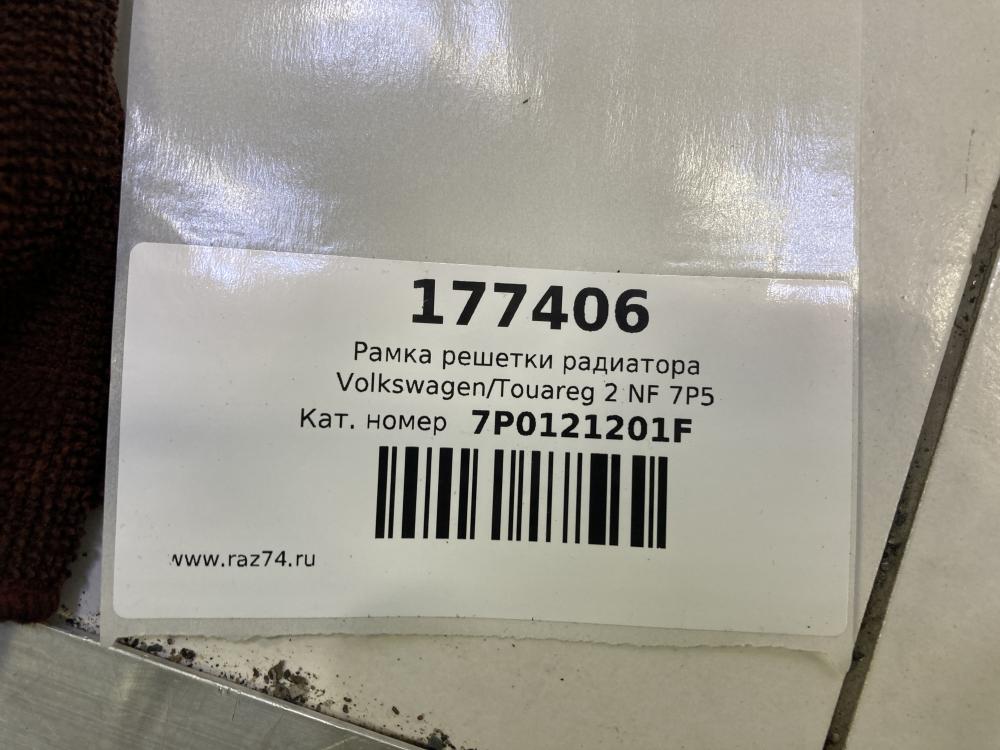 177406
Рамка решетки радиатора
Volkswagen/Touareg 2 NF 7P5
Кат. номер 7P0121201F
www.raz74.ru